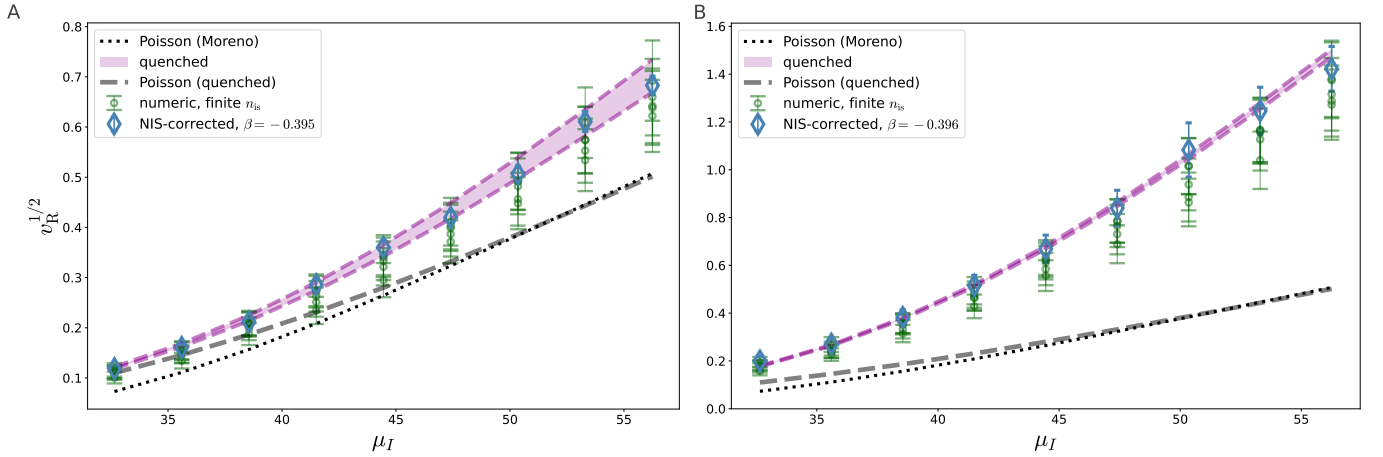 A
Poisson (Moreno)
quenched
Poisson (quenched)
numeric, finite n_is
NIS-corrected, β = −0.395
v_R^{1/2}
0.8
0.7
0.6
0.5
0.4
0.3
0.2
0.1
35 40 45 50 55
μ_I
B
Poisson (Moreno)
quenched
Poisson (quenched)
numeric, finite n_is
NIS-corrected, β = −0.396
1.6
1.4
1.2
1.0
0.8
0.6
0.4
0.2
0.0
35 40 45 50 55
μ_I